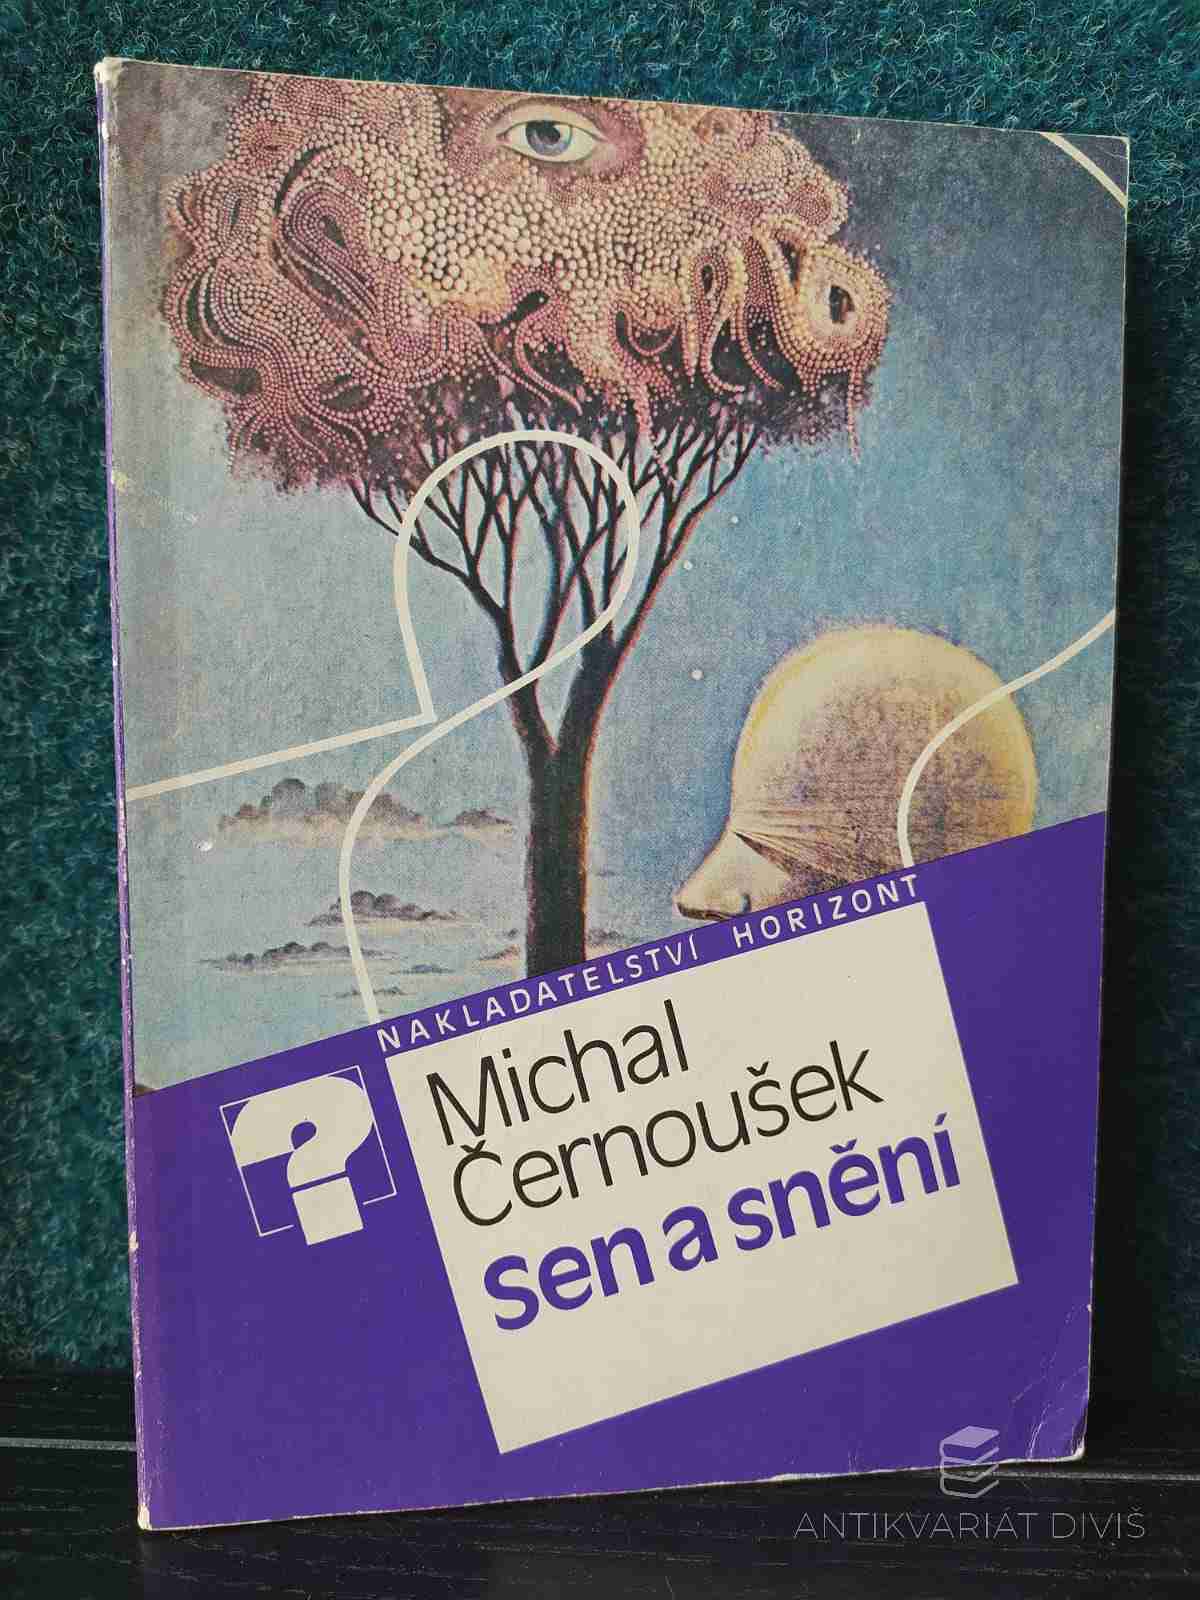 NAKLADATELSTVÍ HORIZONT
?
Michal
Černoušek
sen a snění
ANTIKVARIÁT DIVIŠ